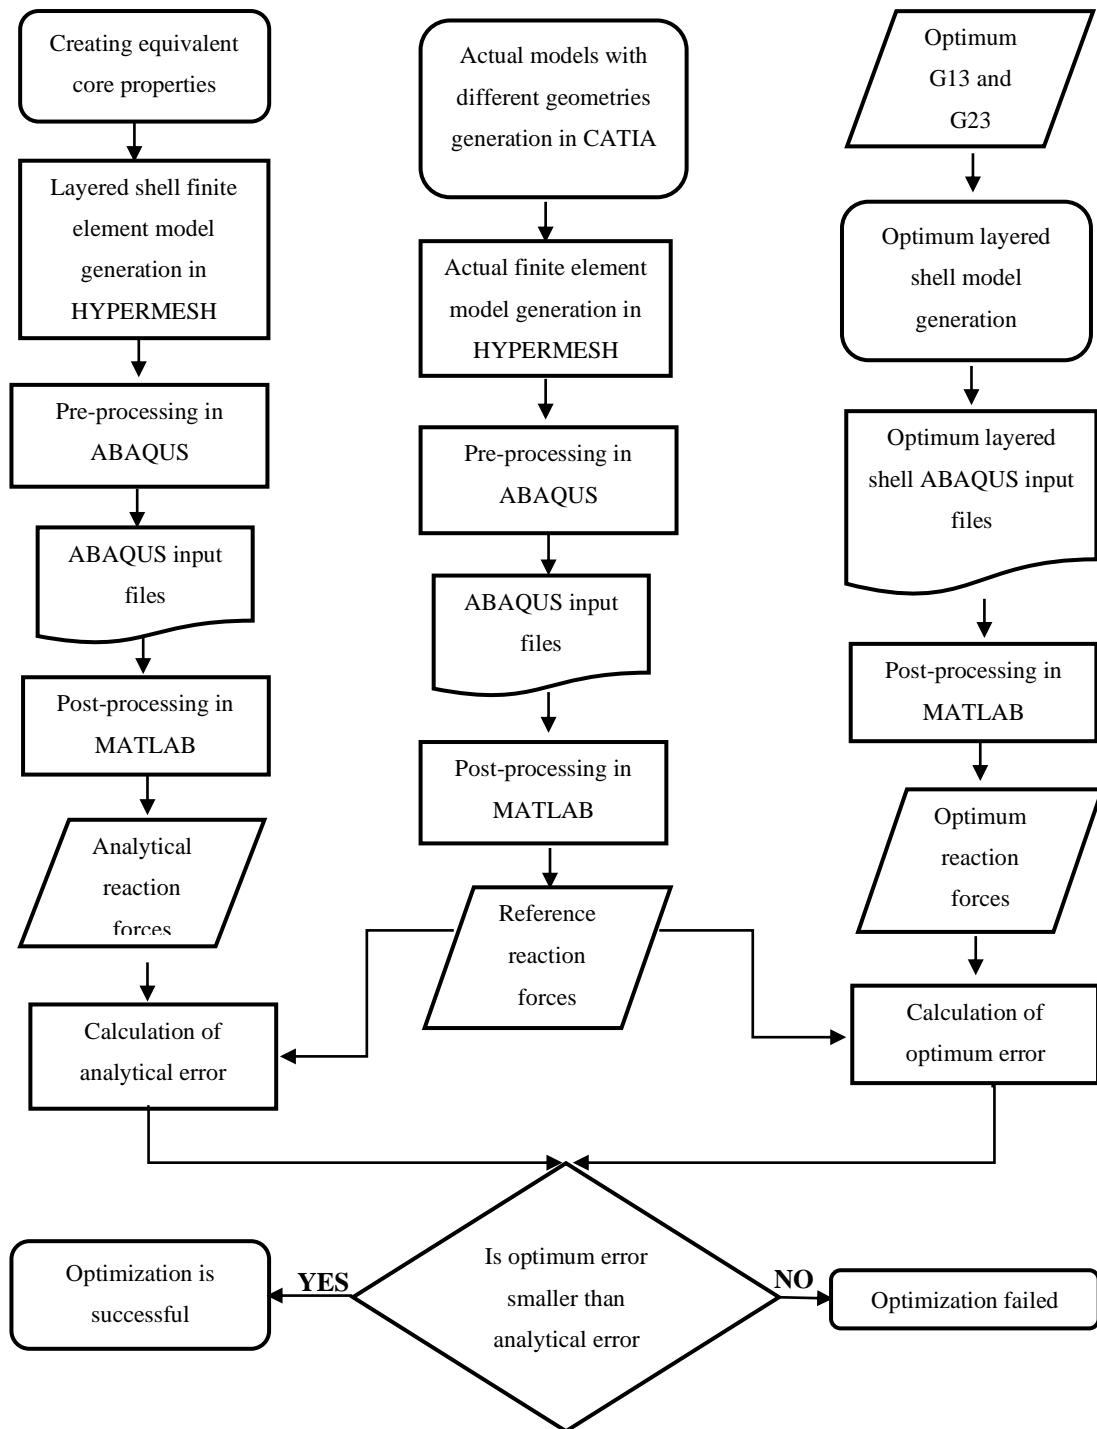 Creating equivalent
core properties
Layered shell finite
element model
generation in
HYPERMESH
Pre-processing in
ABAQUS
ABAQUS input
files
Post-processing in
MATLAB
Analytical
reaction
forces
Calculation of
analytical error
Actual models with
different geometries
generation in CATIA
Actual finite element
model generation in
HYPERMESH
Pre-processing in
ABAQUS
ABAQUS input
files
Post-processing in
MATLAB
Reference
reaction
forces
Optimum
G13 and
G23
Optimum layered
shell model
generation
Optimum layered
shell ABAQUS input
files
Post-processing in
MATLAB
Optimum
reaction
forces
Calculation of
optimum error
Is optimum error
smaller than
analytical error
YES
Optimization is
successful
NO
Optimization failed